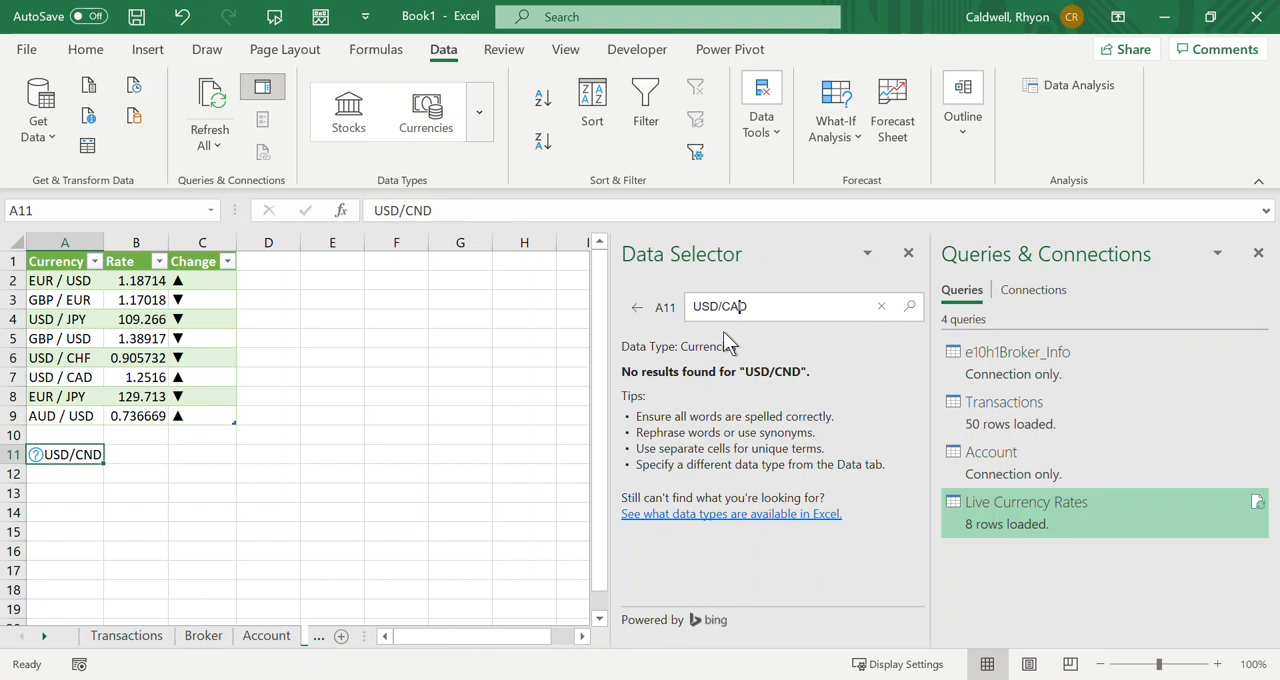 AutoSave Off Book1 - Excel Search Caldwell, Rhyon CR
File Home Insert Draw Page Layout Formulas Data Review View Developer Power Pivot Share Comments
Get Data
Refresh All
Stocks
Currencies
Sort
Filter
Data Tools
What-If Analysis
Forecast Sheet
Outline
Data Analysis
Get & Transform Data Queries & Connections Data Types Sort & Filter Forecast Analysis
A11 fx USD/CND
A B C D E F G H I
1 Currency Rate Change
2 EUR / USD 1.18714 ▲
3 GBP / EUR 1.17018 ▼
4 USD / JPY 109.266 ▼
5 GBP / USD 1.38917 ▼
6 USD / CHF 0.905732 ▼
7 USD / CAD 1.2516 ▲
8 EUR / JPY 129.713 ▼
9 AUD / USD 0.736669 ▲
10
11 USD/CND
12
13
14
15
16
17
18
19
Data Selector
A11 USD/CAD
Data Type: Currenc
No results found for "USD/CND".
Tips:
• Ensure all words are spelled correctly.
• Rephrase words or use synonyms.
• Use separate cells for unique terms.
• Specify a different data type from the Data tab.
Still can't find what you're looking for?
See what data types are available in Excel.
Powered by bing
Queries & Connections
Queries Connections
4 queries
e10h1Broker_Info
Connection only.
Transactions
50 rows loaded.
Account
Connection only.
Live Currency Rates
8 rows loaded.
Transactions Broker Account ...
Ready Display Settings 100%